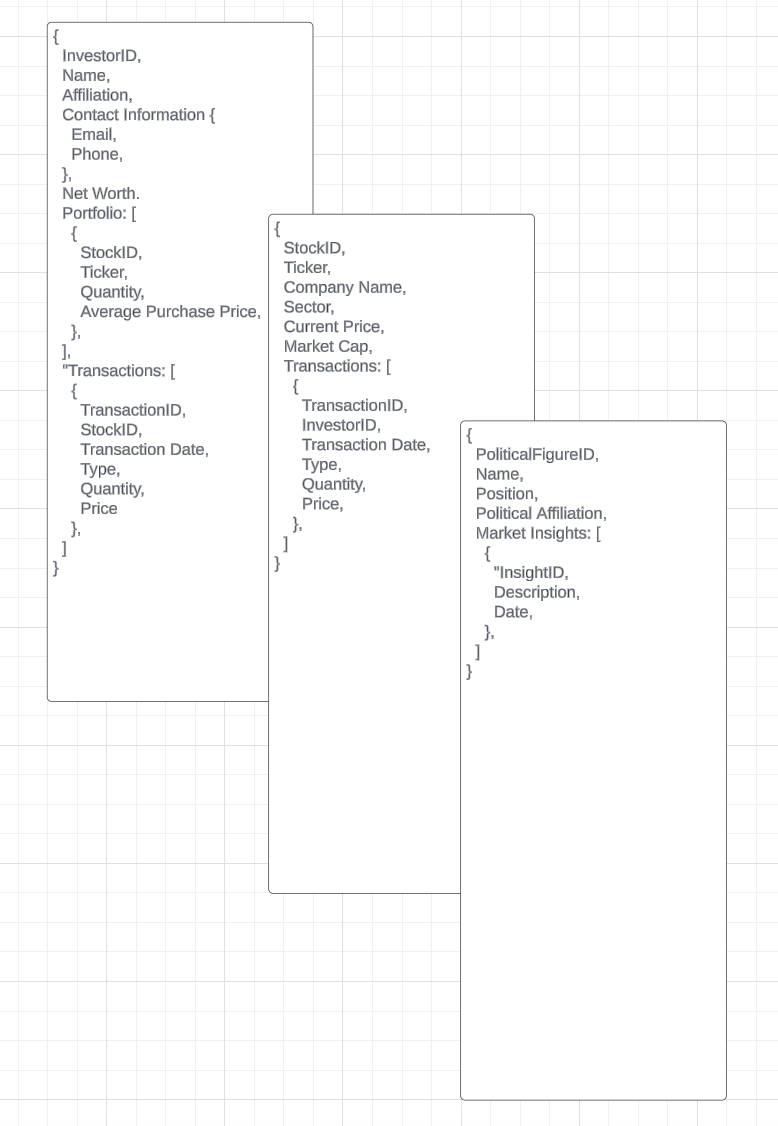 {
InvestorID,
Name,
Affiliation,
Contact Information {
Email,
Phone,
},
Net Worth.
Portfolio: [
{
StockID,
Ticker,
Quantity,
Average Purchase Price,
},
],
"Transactions: [
{
TransactionID,
StockID,
Transaction Date,
Type,
Quantity,
Price
},
]
}
{
StockID,
Ticker,
Company Name,
Sector,
Current Price,
Market Cap,
Transactions: [
{
TransactionID,
InvestorID,
Transaction Date,
Type,
Quantity,
Price,
},
]
}
{
PoliticalFigureID,
Name,
Position,
Political Affiliation,
Market Insights: [
{
"InsightID,
Description,
Date,
},
]
}